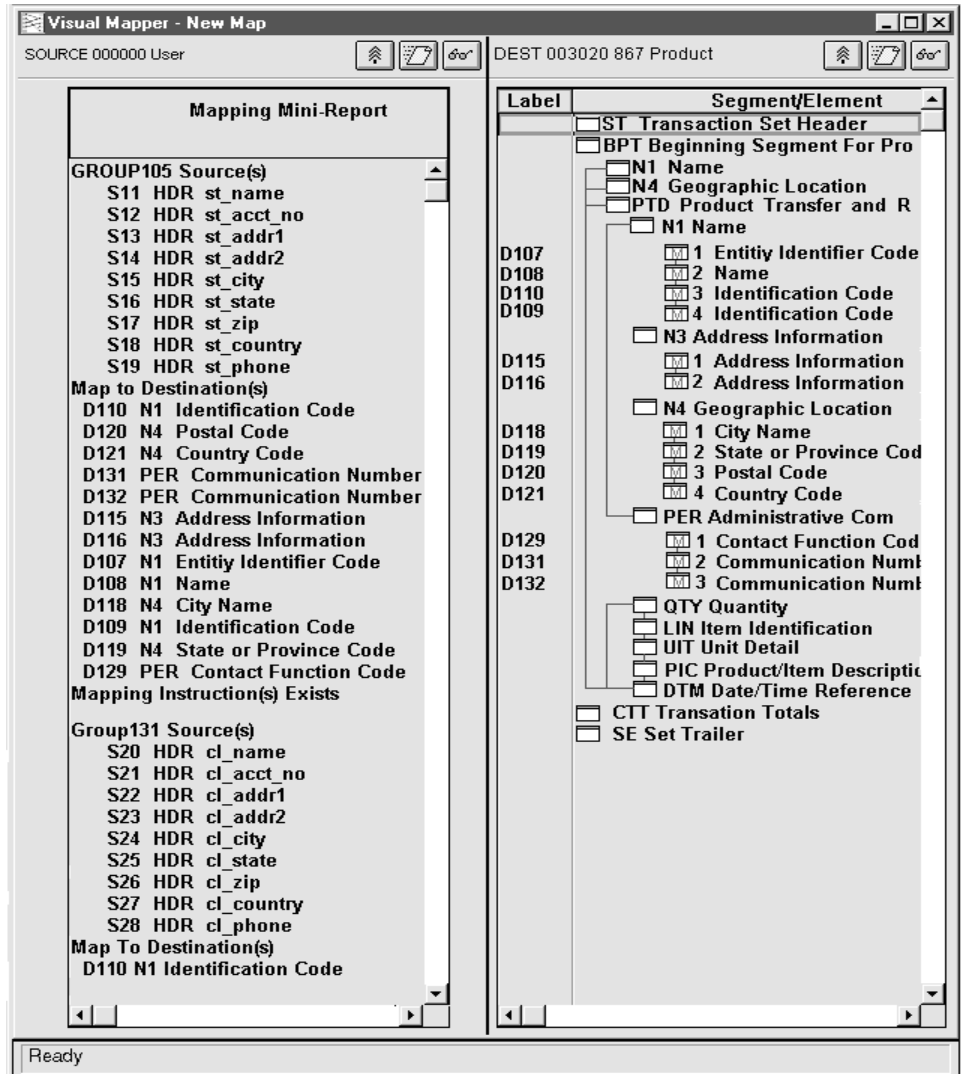 Visual Mapper - New Map
SOURCE 000000 User
DEST 003020 867 Product
Mapping Mini-Report
GROUP105 Source(s)
S11 HDR st_name
S12 HDR st_acct_no
S13 HDR st_addr1
S14 HDR st_addr2
S15 HDR st_city
S16 HDR st_state
S17 HDR st_zip
S18 HDR st_country
S19 HDR st_phone
Map to Destination(s)
D110 N1 Identification Code
D120 N4 Postal Code
D121 N4 Country Code
D131 PER Communication Number
D132 PER Communication Number
D115 N3 Address Information
D116 N3 Address Information
D107 N1 Entitiy Identifier Code
D108 N1 Name
D118 N4 City Name
D109 N1 Identification Code
D119 N4 State or Province Code
D129 PER Contact Function Code
Mapping Instruction(s) Exists
Group131 Source(s)
S20 HDR cl_name
S21 HDR cl_acct_no
S22 HDR cl_addr1
S23 HDR cl_addr2
S24 HDR cl_city
S25 HDR cl_state
S26 HDR cl_zip
S27 HDR cl_country
S28 HDR cl_phone
Map To Destination(s)
D110 N1 Identification Code
Label Segment/Element
ST Transaction Set Header
BPT Beginning Segment For Pro
N1 Name
N4 Geographic Location
PTD Product Transfer and R
N1 Name
D107 M 1 Entitiy Identifier Code
D108 M 2 Name
D110 M 3 Identification Code
D109 M 4 Identification Code
N3 Address Information
D115 M 1 Address Information
D116 M 2 Address Information
N4 Geographic Location
D118 M 1 City Name
D119 M 2 State or Province Cod
D120 M 3 Postal Code
D121 M 4 Country Code
PER Administrative Com
D129 M 1 Contact Function Cod
D131 M 2 Communication Numb
D132 M 3 Communication Numb
QTY Quantity
LIN Item Identification
UIT Unit Detail
PIC Product/Item Descriptic
DTM Date/Time Reference
CTT Transation Totals
SE Set Trailer
Ready